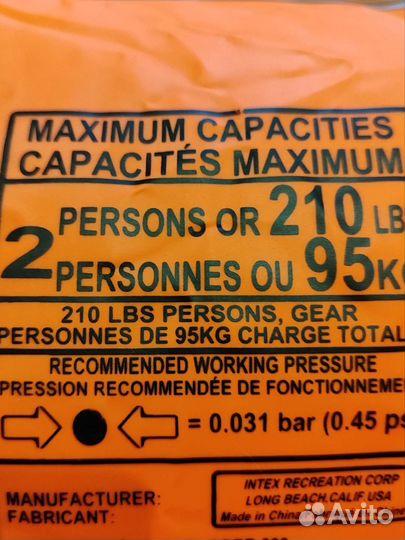 MAXIMUM CAPACITIES
CAPACITÉS MAXIMUM
2 PERSONS OR 210 LB
PERSONNES OU 95K
210 LBS PERSONS, GEAR
PERSONNES DE 95KG CHARGE TOTAL
RECOMMENDED WORKING PRESSURE
PRESSION RECOMMENDÉE DE FONCTIONNEME
= 0.031 bar (0.45 ps
INTEX RECREATION CORP
LONG BEACH, CALIF. USA
Made in China
MANUFACTURER:
FABRICANT:
Avito